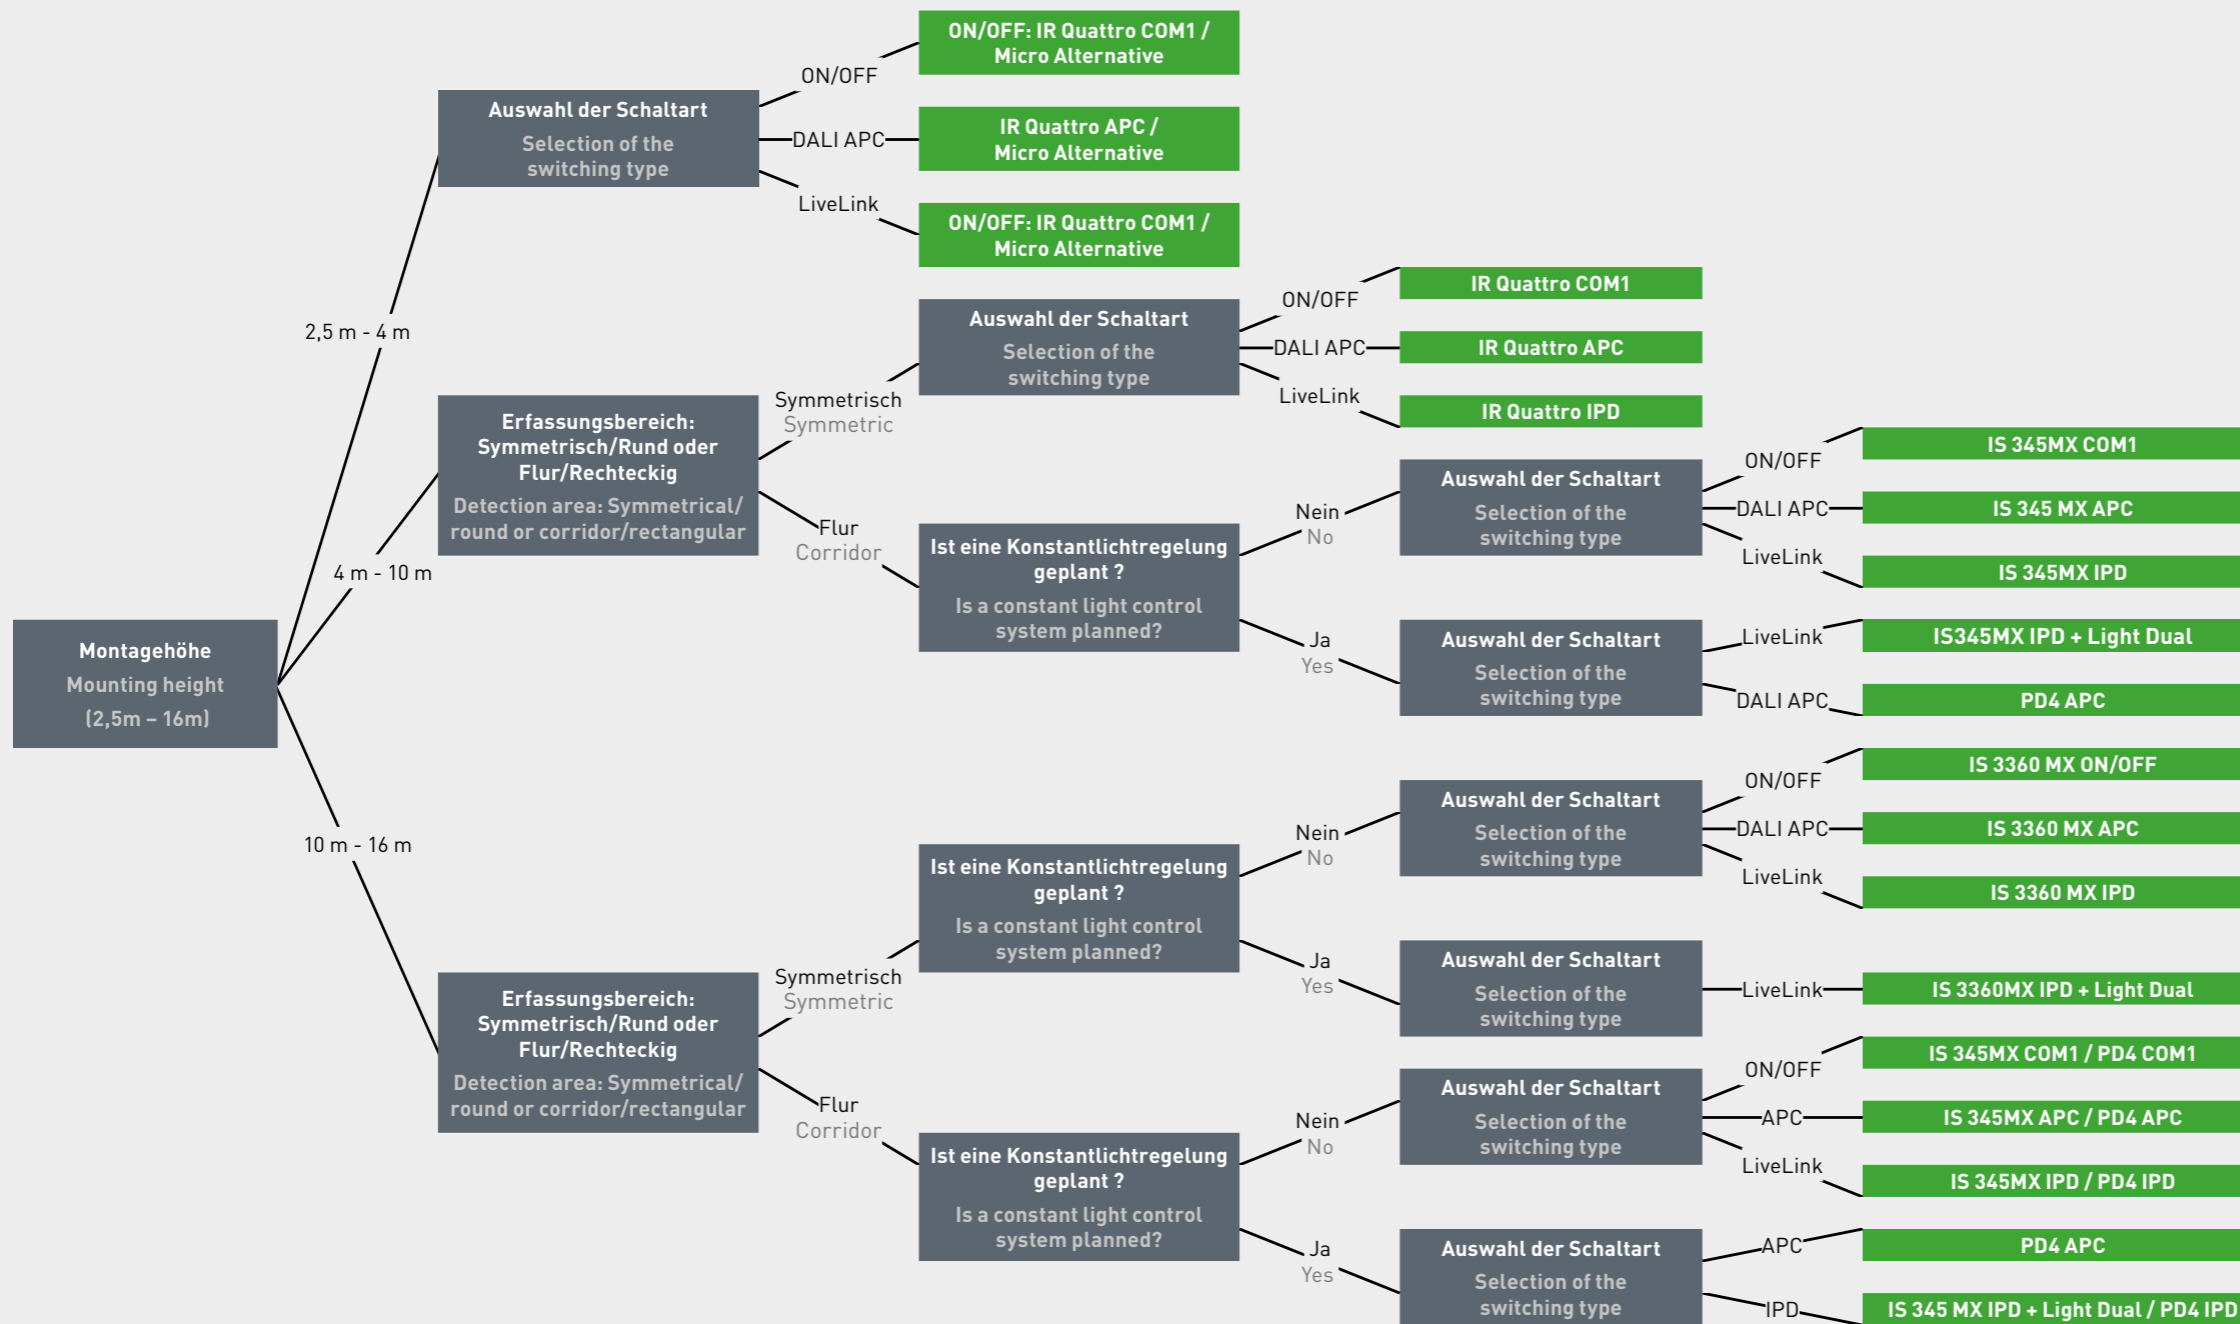 Montagehöhe
Mounting height
(2,5m – 16m)
2,5 m - 4 m
Auswahl der Schaltart
Selection of the
switching type
ON/OFF
ON/OFF: IR Quattro COM1 /
Micro Alternative
DALI APC
IR Quattro APC /
Micro Alternative
LiveLink
ON/OFF: IR Quattro COM1 /
Micro Alternative
4 m - 10 m
Erfassungsbereich:
Symmetrisch/Rund oder
Flur/Rechteckig
Detection area: Symmetrical/
round or corridor/rectangular
Symmetrisch
Symmetric
Auswahl der Schaltart
Selection of the
switching type
ON/OFF
IR Quattro COM1
DALI APC
IR Quattro APC
LiveLink
IR Quattro IPD
Flur
Corridor
Ist eine Konstantlichtregelung
geplant ?
Is a constant light control
system planned?
Nein
No
Auswahl der Schaltart
Selection of the
switching type
ON/OFF
IS 345MX COM1
DALI APC
IS 345 MX APC
LiveLink
IS 345MX IPD
Ja
Yes
Auswahl der Schaltart
Selection of the
switching type
LiveLink
IS345MX IPD + Light Dual
DALI APC
PD4 APC
10 m - 16 m
Erfassungsbereich:
Symmetrisch/Rund oder
Flur/Rechteckig
Detection area: Symmetrical/
round or corridor/rectangular
Symmetrisch
Symmetric
Ist eine Konstantlichtregelung
geplant ?
Is a constant light control
system planned?
Nein
No
Auswahl der Schaltart
Selection of the
switching type
ON/OFF
IS 3360 MX ON/OFF
DALI APC
IS 3360 MX APC
LiveLink
IS 3360 MX IPD
Ja
Yes
Auswahl der Schaltart
Selection of the
switching type
LiveLink
IS 3360MX IPD + Light Dual
Flur
Corridor
Ist eine Konstantlichtregelung
geplant ?
Is a constant light control
system planned?
Nein
No
Auswahl der Schaltart
Selection of the
switching type
ON/OFF
IS 345MX COM1 / PD4 COM1
APC
IS 345MX APC / PD4 APC
LiveLink
IS 345MX IPD / PD4 IPD
Ja
Yes
Auswahl der Schaltart
Selection of the
switching type
APC
PD4 APC
IPD
IS 345 MX IPD + Light Dual / PD4 IPD